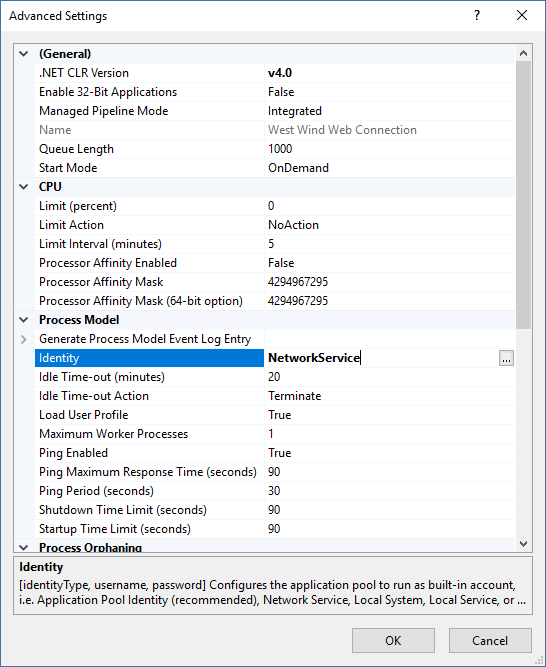 Advanced Settings ?
(General)
.NET CLR Version v4.0
Enable 32-Bit Applications False
Managed Pipeline Mode Integrated
Name West Wind Web Connection
Queue Length 1000
Start Mode OnDemand
CPU
Limit (percent) 0
Limit Action NoAction
Limit Interval (minutes) 5
Processor Affinity Enabled False
Processor Affinity Mask 4294967295
Processor Affinity Mask (64-bit option) 4294967295
Process Model
Generate Process Model Event Log Entry
Identity NetworkService ...
Idle Time-out (minutes) 20
Idle Time-out Action Terminate
Load User Profile True
Maximum Worker Processes 1
Ping Enabled True
Ping Maximum Response Time (seconds) 90
Ping Period (seconds) 30
Shutdown Time Limit (seconds) 90
Startup Time Limit (seconds) 90
Process Orphaning
Identity
[identityType, username, password] Configures the application pool to run as built-in account,
i.e. Application Pool Identity (recommended), Network Service, Local System, Local Service, or ...
OK Cancel